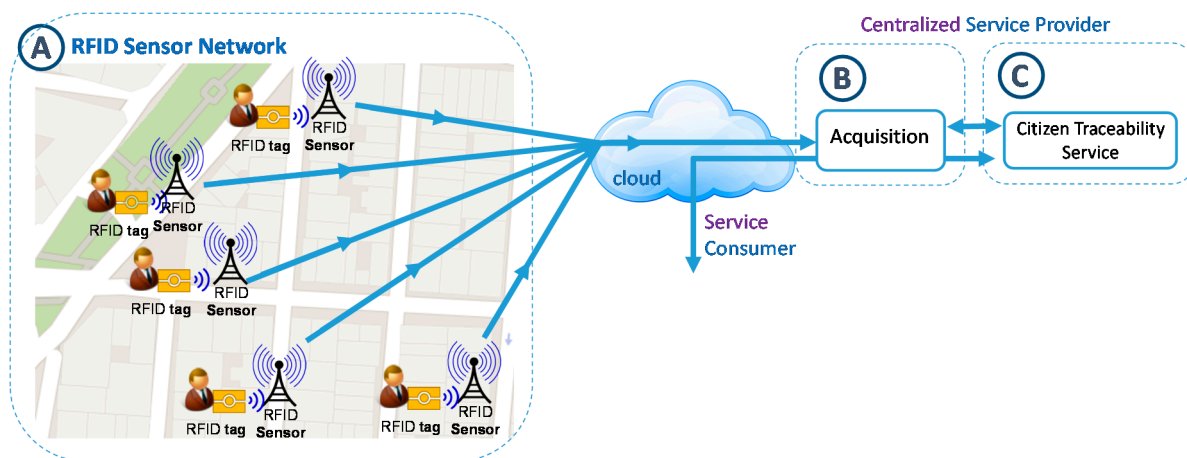 Centralized Service Provider
A
RFID Sensor Network
B
C
RFID tag
RFID
Sensor
Acquisition
Citizen Traceability
Service
cloud
RFID tag
RFID
Sensor
Service
Consumer
RFID tag
RFID
Sensor
RFID tag
RFID
Sensor
RFID tag
RFID
Sensor